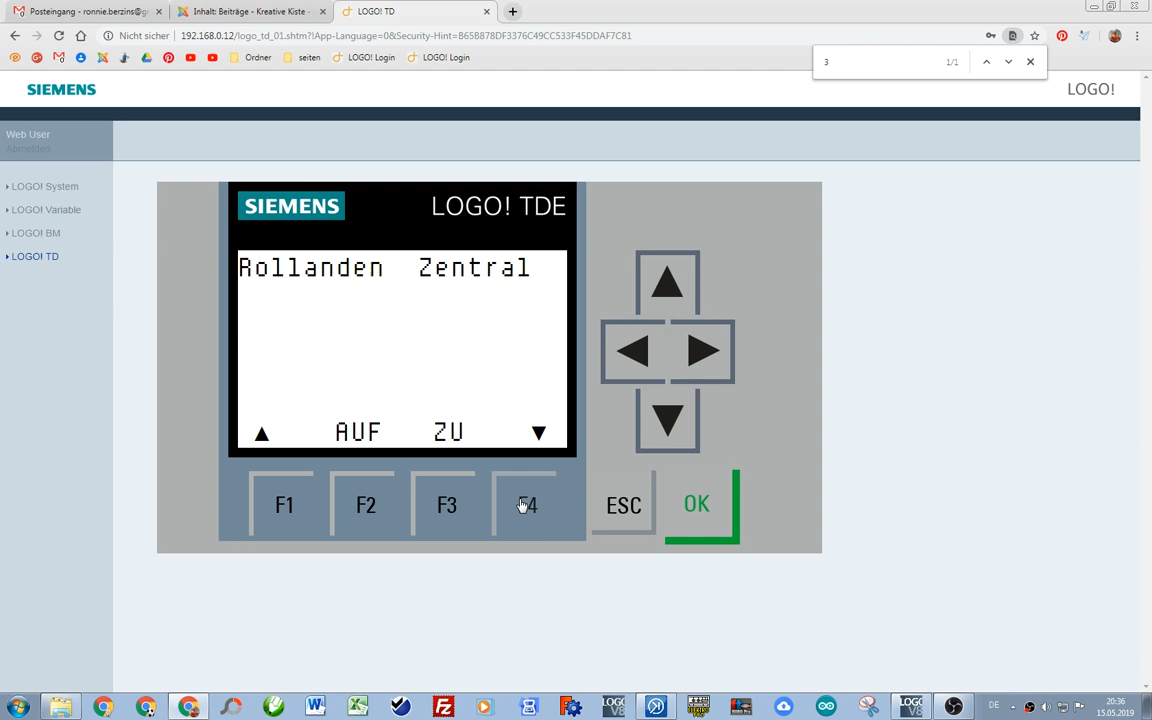 Posteingang - ronnie.berzins@g
Inhalt: Beiträge - Kreative Kiste -
LOGO! TD
Nicht sicher
192.168.0.12/logo_td_01.shtm?!App-Language=0&Security-Hint=B65B878DF3376C49CC533F45DDAF7C81
Ordner
seiten
LOGO! Login
LOGO! Login
3
1/1
SIEMENS
LOGO!
Web User
Abmelden
LOGO! System
LOGO! Variable
LOGO! BM
LOGO! TD
SIEMENS
LOGO! TDE
Rollanden Zentral
▲ AUF ZU ▼
F1 F2 F3 F4 ESC OK
DE
20:36
15.05.2019